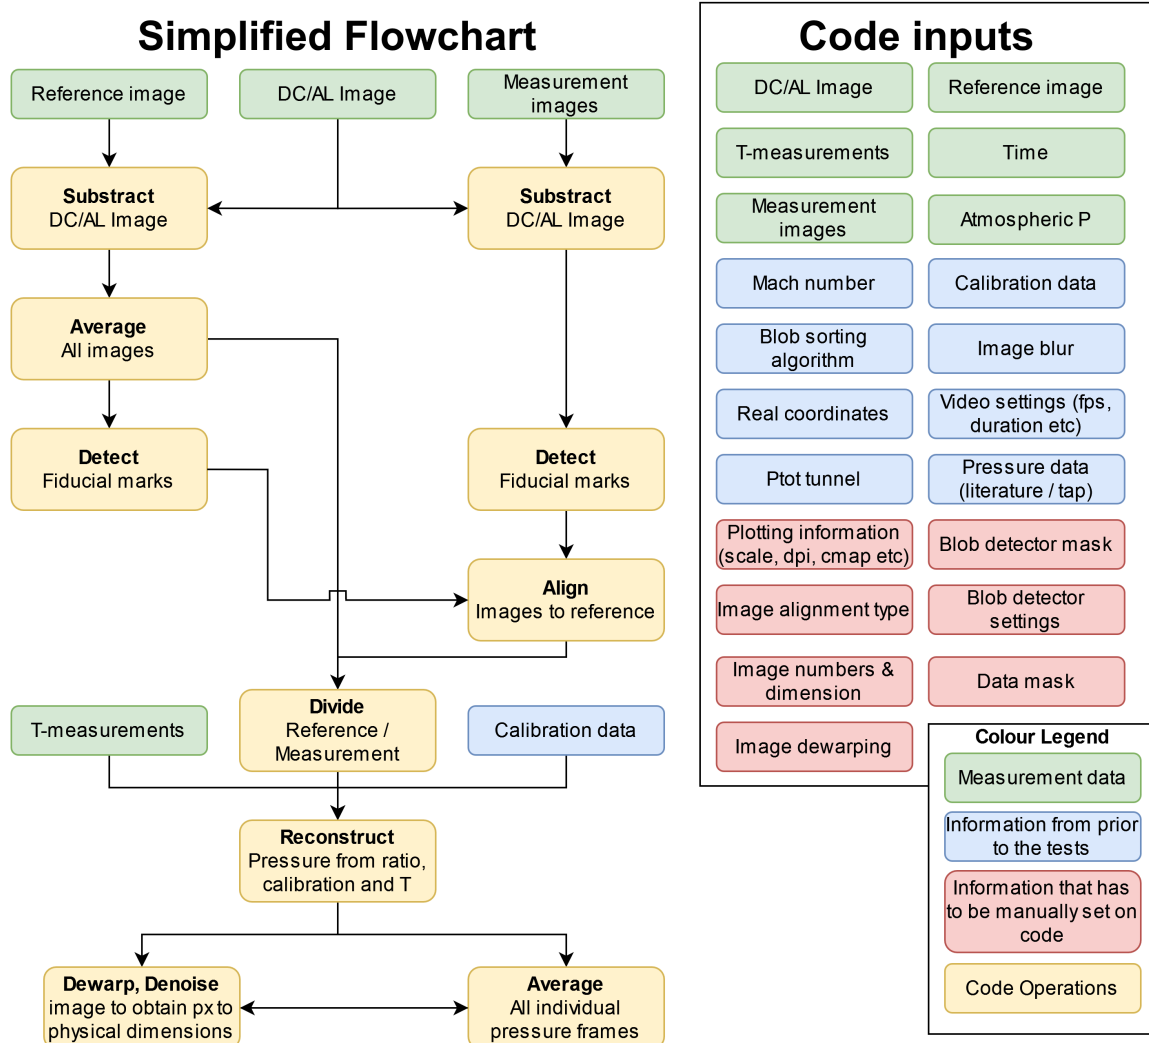 Simplified Flowchart
Reference image
DC/AL Image
Measurement
images
Substract
DC/AL Image
Substract
DC/AL Image
Average
All images
Detect
Fiducial marks
Detect
Fiducial marks
Align
Images to reference
T-measurements
Divide
Reference /
Measurement
Calibration data
Reconstruct
Pressure from ratio,
calibration and T
Dewarp, Denoise
image to obtain px to
physical dimensions
Average
All individual
pressure frames
Code inputs
DC/AL Image
Reference image
T-measurements
Time
Measurement
images
Atmospheric P
Mach number
Calibration data
Blob sorting
algorithm
Image blur
Real coordinates
Video settings (fps,
duration etc)
Ptot tunnel
Pressure data
(literature / tap)
Plotting information
(scale, dpi, cmap etc)
Blob detector mask
Image alignment type
Blob detector
settings
Image numbers &
dimension
Data mask
Image dewarping
Colour Legend
Measurement data
Information from prior
to the tests
Information that has
to be manually set on
code
Code Operations